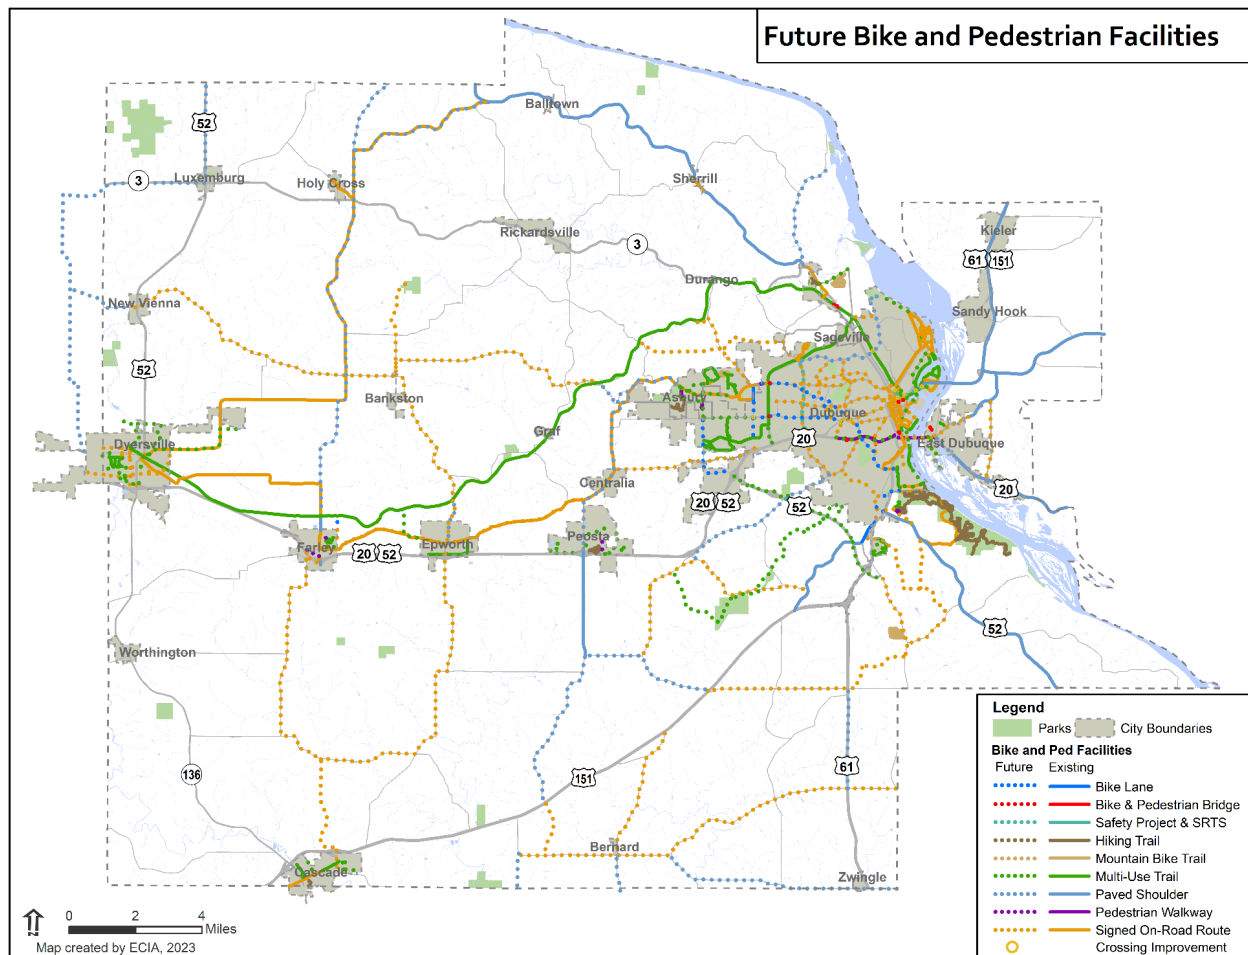 Future Bike and Pedestrian Facilities
Balltown
52
3
Luxemburg
Holy Cross
Sherrill
Rickardsville
3
Kieler
61 151
Durango
New Vienna
Sandy Hook
Sageville
52
Bankston
Asbury
Dubuque
Dyersville
Graf
20
East Dubuque
Centralia
20 52
52
20
Farley
20 52
Epworth
Peosta
52
Worthington
136
151
61
Bernard
Cascade
Zwingle
Legend
Parks
City Boundaries
Bike and Ped Facilities
Future Existing
Bike Lane
Bike & Pedestrian Bridge
Safety Project & SRTS
Hiking Trail
Mountain Bike Trail
Multi-Use Trail
Paved Shoulder
Pedestrian Walkway
Signed On-Road Route
Crossing Improvement
0 2 4
Miles
Map created by ECIA, 2023